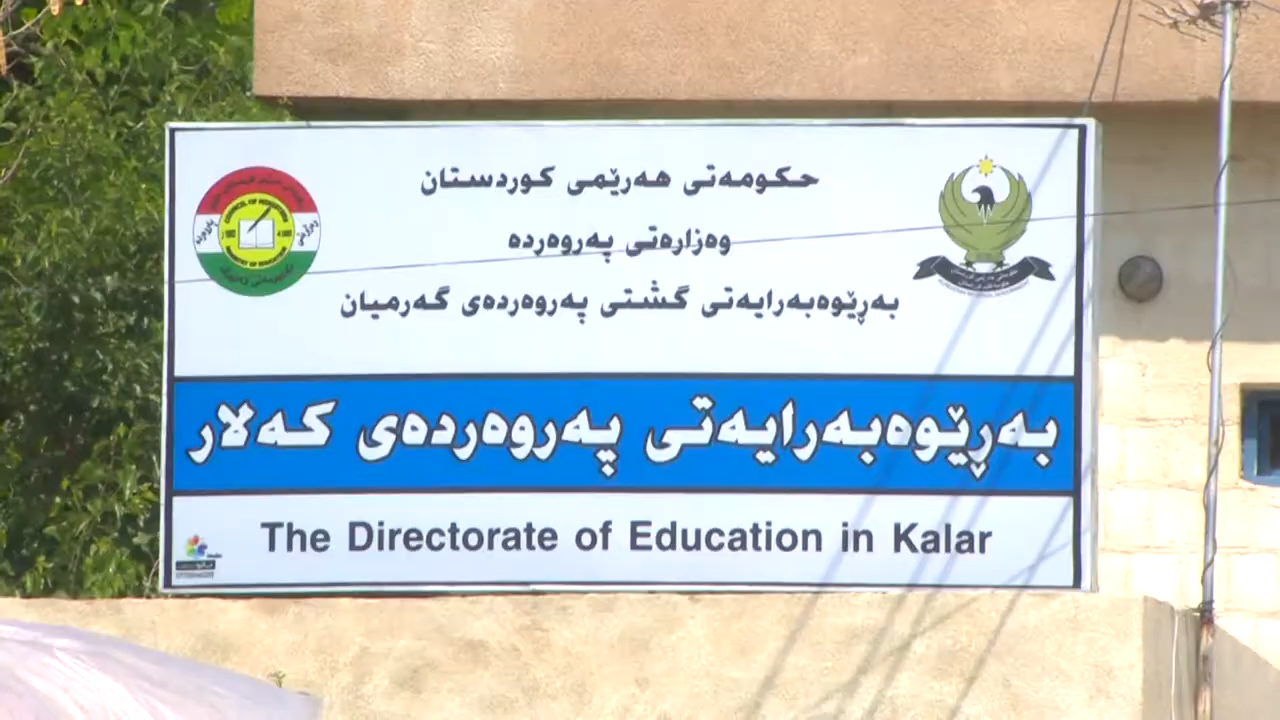 حکومەتی هەرێمی کوردستان
وەزارەتی پەروەردە
بەڕێوەبەرایەتی گشتی پەروەردەی گەرمیان
بەڕێوەبەرایەتی پەروەردەی کەلار
The Directorate of Education in Kalar